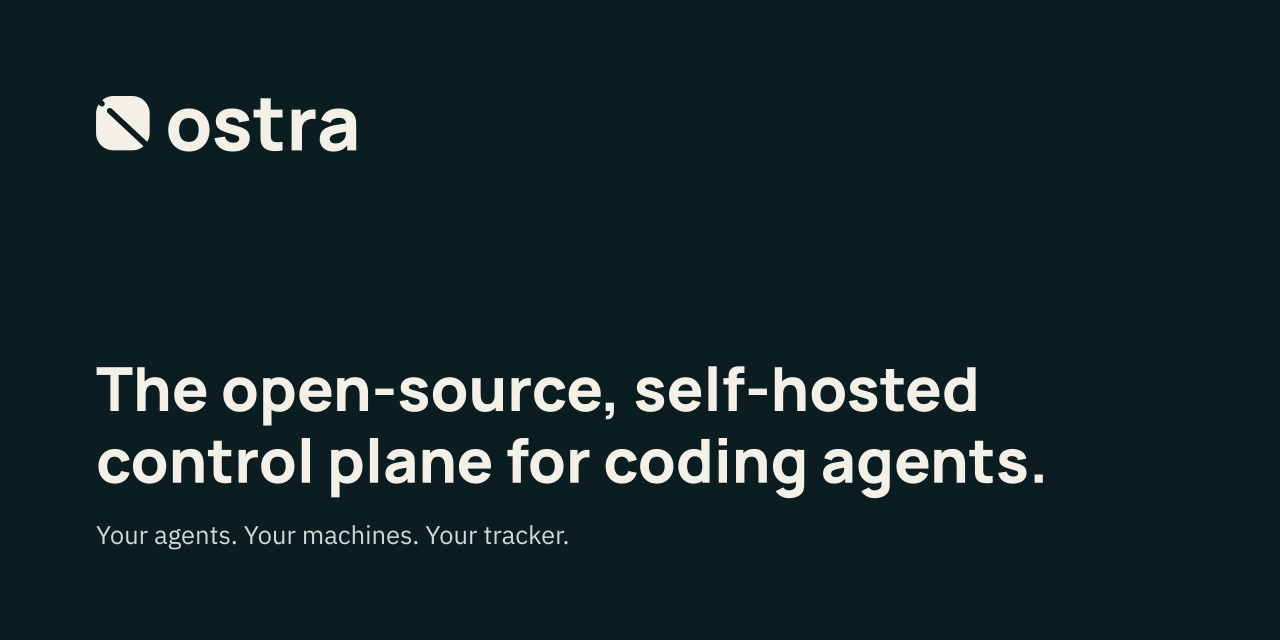 ostra
The open-source, self-hosted
control plane for coding agents.
Your agents. Your machines. Your tracker.